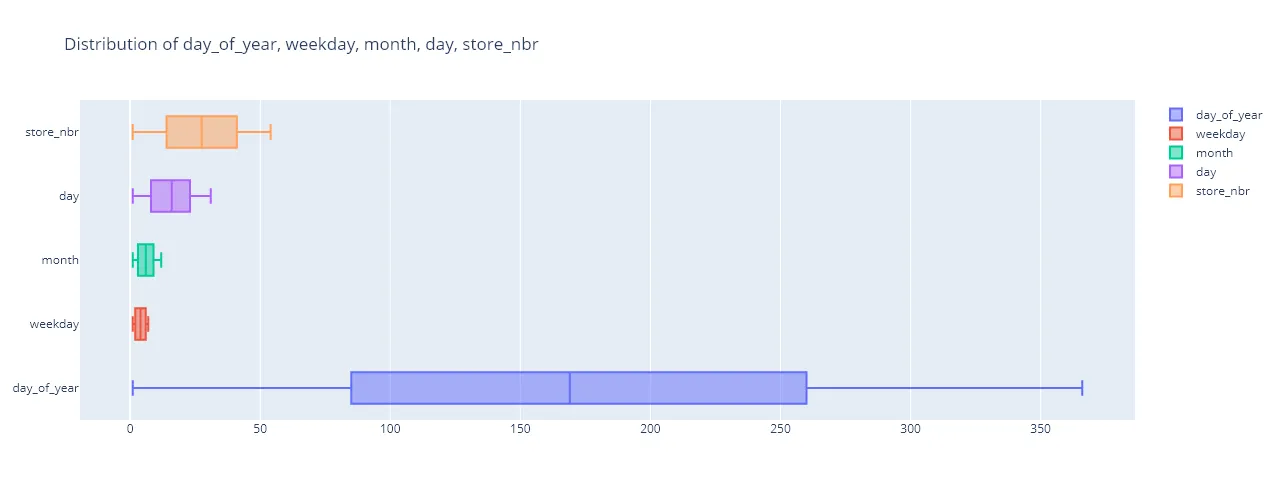 Distribution of day_of_year, weekday, month, day, store_nbr
store_nbr
day
month
weekday
day_of_year
0 50 100 150 200 250 300 350
day_of_year
weekday
month
day
store_nbr